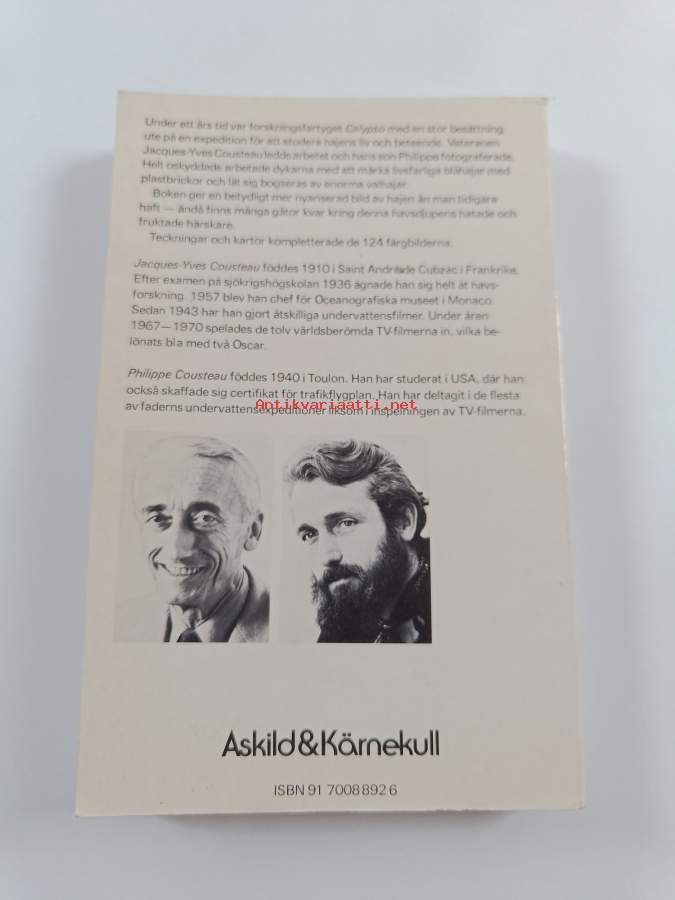 Under ett års tid var forskningsfartyget Calypso med en stor besättning
ute på en expedition för att studera hajens liv och beteende. Veteranen
Jacques-Yves Cousteau ledde arbetet och hans son Philippe fotograferade.
Helt oskyddade arbetade dykarna med att märka livsfarliga blåhajar med
plastbrickor och lät sig bogseras av enorma valhajar.
Boken ger en betydligt mer nyanserad bild av hajen än man tidigare
haft — ändå finns många gåtor kvar kring denna havsdjupens hatade och
fruktade härskare.
Teckningar och kartor kompletterade de 124 färgbilderna.
Jacques-Yves Cousteau föddes 1910 i Saint Andréde Cubzac i Frankrike.
Efter examen på sjökrigshögskolan 1936 ägnade han sig helt åt havs-
forskning. 1957 blev han chef för Oceanografiska museet i Monaco.
Sedan 1943 har han gjort åtskilliga undervattensfilmer. Under åren
1967—1970 spelades de tolv världsberömda TV-filmerna in, vilka be-
lönats bl a med två Oscar.
Philippe Cousteau föddes 1940 i Toulon. Han har studerat i USA, där han
också skaffade sig certifikat för trafikflygplan. Han har deltagit i de flesta
av faderns undervattensexpeditioner liksom i inspelningen av TV-filmerna.
Antikvariaatti.net
Askild&Kärnekull
ISBN 91 7008 892 6